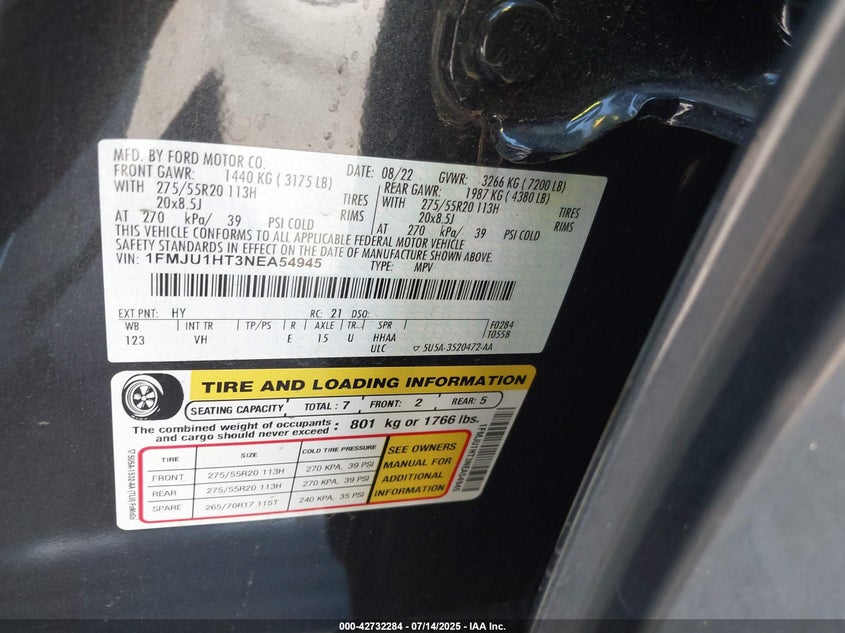 MFD. BY FORD MOTOR CO. DATE: 08/22 GVWR: 3266 KG (7200 LB)
FRONT GAWR: 1440 KG (3175 LB) REAR GAWR: 1987 KG (4380 LB)
WITH 275/55R20 113H TIRES WITH 275/55R20 113H TIRES
20x8.5J RIMS 20x8.5J RIMS
AT 270 kPa/ 39 PSI COLD AT 270 kPa/ 39 PSI COLD
THIS VEHICLE CONFORMS TO ALL APPLICABLE FEDERAL MOTOR VEHICLE
SAFETY STANDARDS IN EFFECT ON THE DATE OF MANUFACTURE SHOWN ABOVE.
VIN: 1FMJU1HT3NEA54945 TYPE: MPV
EXT PNT: HY RC: 21 DSO:
WB INT TR TP/PS R AXLE TR... SPR F0284
123 VH E 15 U HHAA T0558
ULC ▽ 5U5A-3520472-AA
TIRE AND LOADING INFORMATION
SEATING CAPACITY TOTAL: 7 FRONT: 2 REAR: 5
The combined weight of occupants and cargo should never exceed: 801 kg or 1766 lbs.
TIRE SIZE COLD TIRE PRESSURE
FRONT 275/55R20 113H 270 KPA, 39 PSI
REAR 275/55R20 113H 270 KPA, 39 PSI
SPARE 265/70R17 115T 240 KPA, 35 PSI
SEE OWNERS
MANUAL FOR
ADDITIONAL
INFORMATION
1FMJU1HT3NEA54945
000-42732284 / 07/14/2025 / IAA Inc.